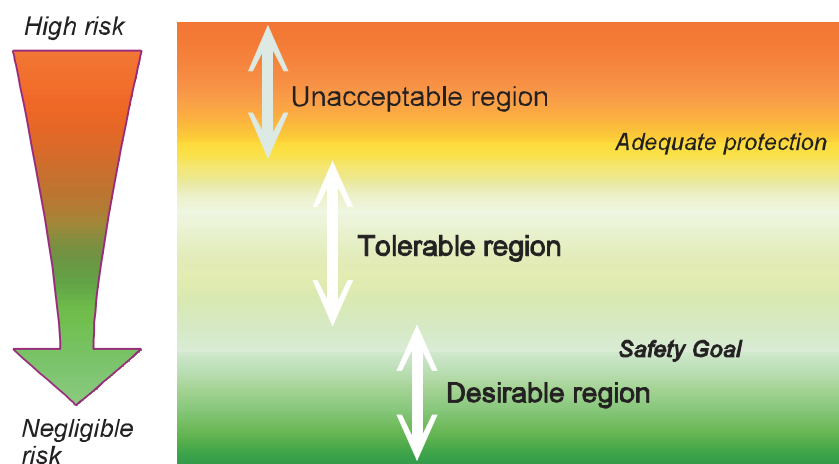 High risk
Unacceptable region
Adequate protection
Tolerable region
Safety Goal
Desirable region
Negligible
risk